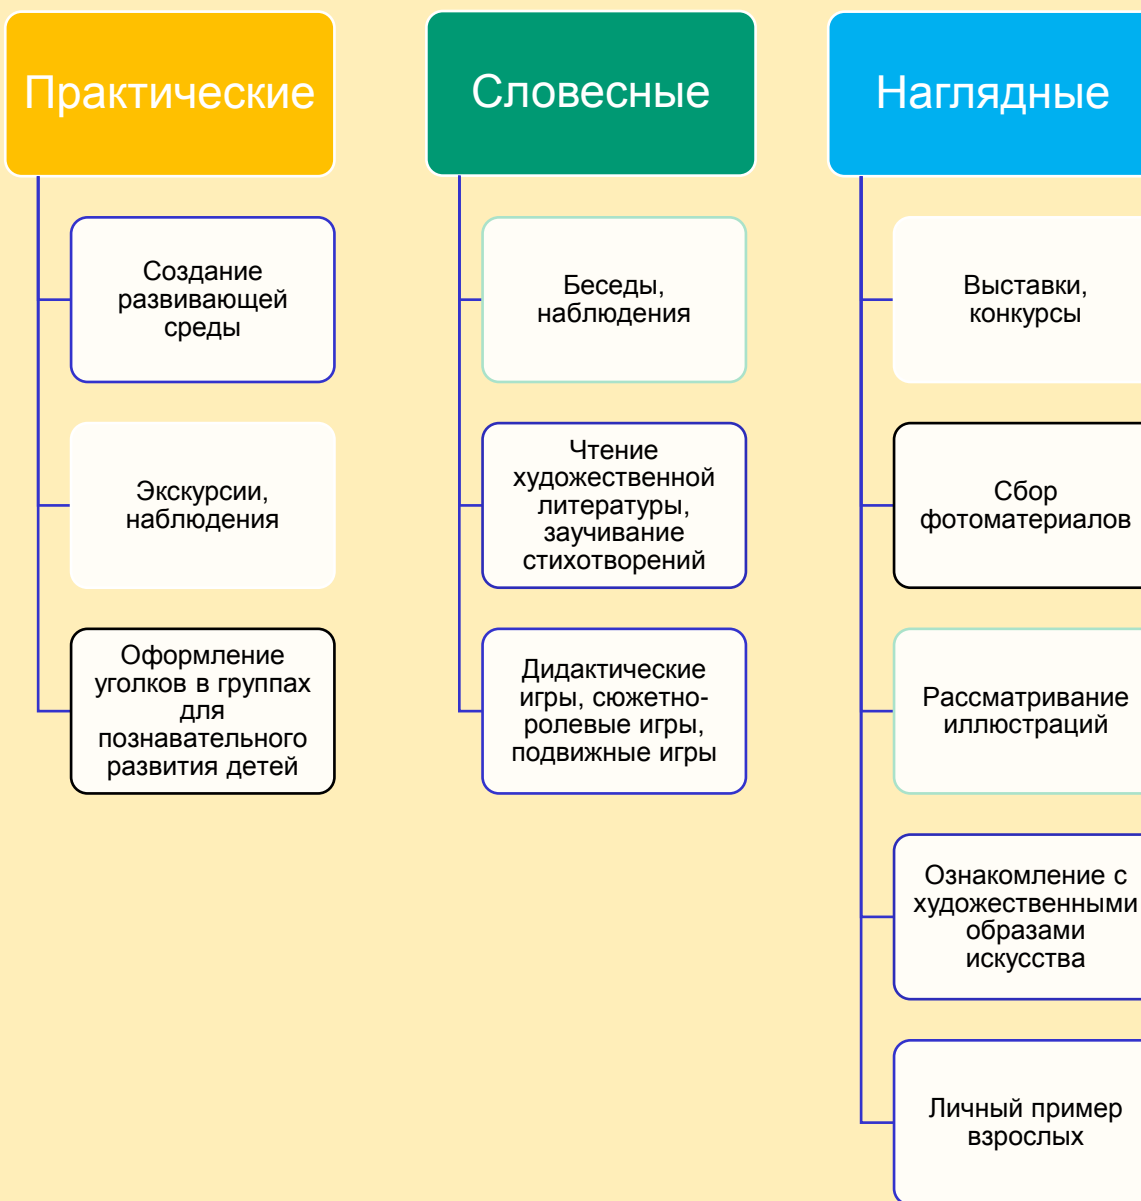 Практические
Создание
развивающей
среды
Экскурсии,
наблюдения
Оформление
уголков в группах
для
познавательного
развития детей
Словесные
Беседы,
наблюдения
Чтение
художественной
литературы,
заучивание
стихотворений
Дидактические
игры, сюжетно-
ролевые игры,
подвижные игры
Наглядные
Выставки,
конкурсы
Сбор
фотоматериалов
Рассматривание
иллюстраций
Ознакомление с
художественными
образами
искусства
Личный пример
взрослых